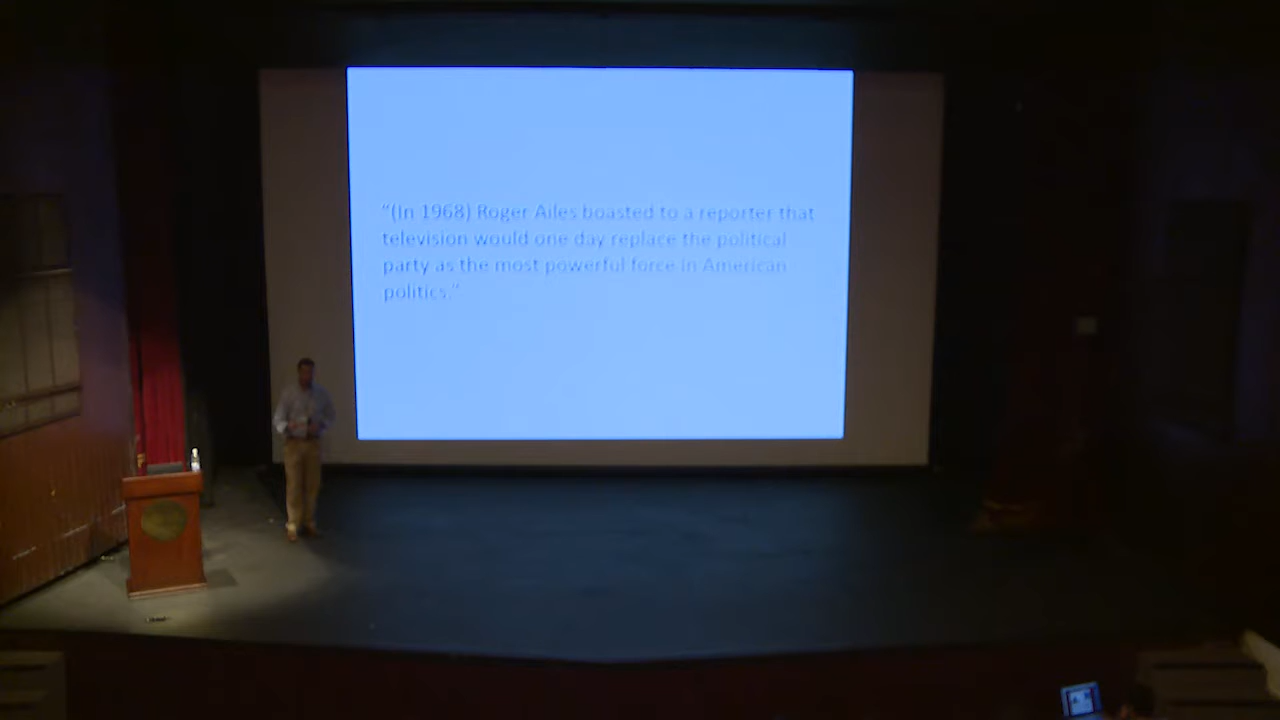 “(In 1968) Roger Ailes boasted to a reporter that
television would one day replace the political
party as the most powerful force in American
politics.”